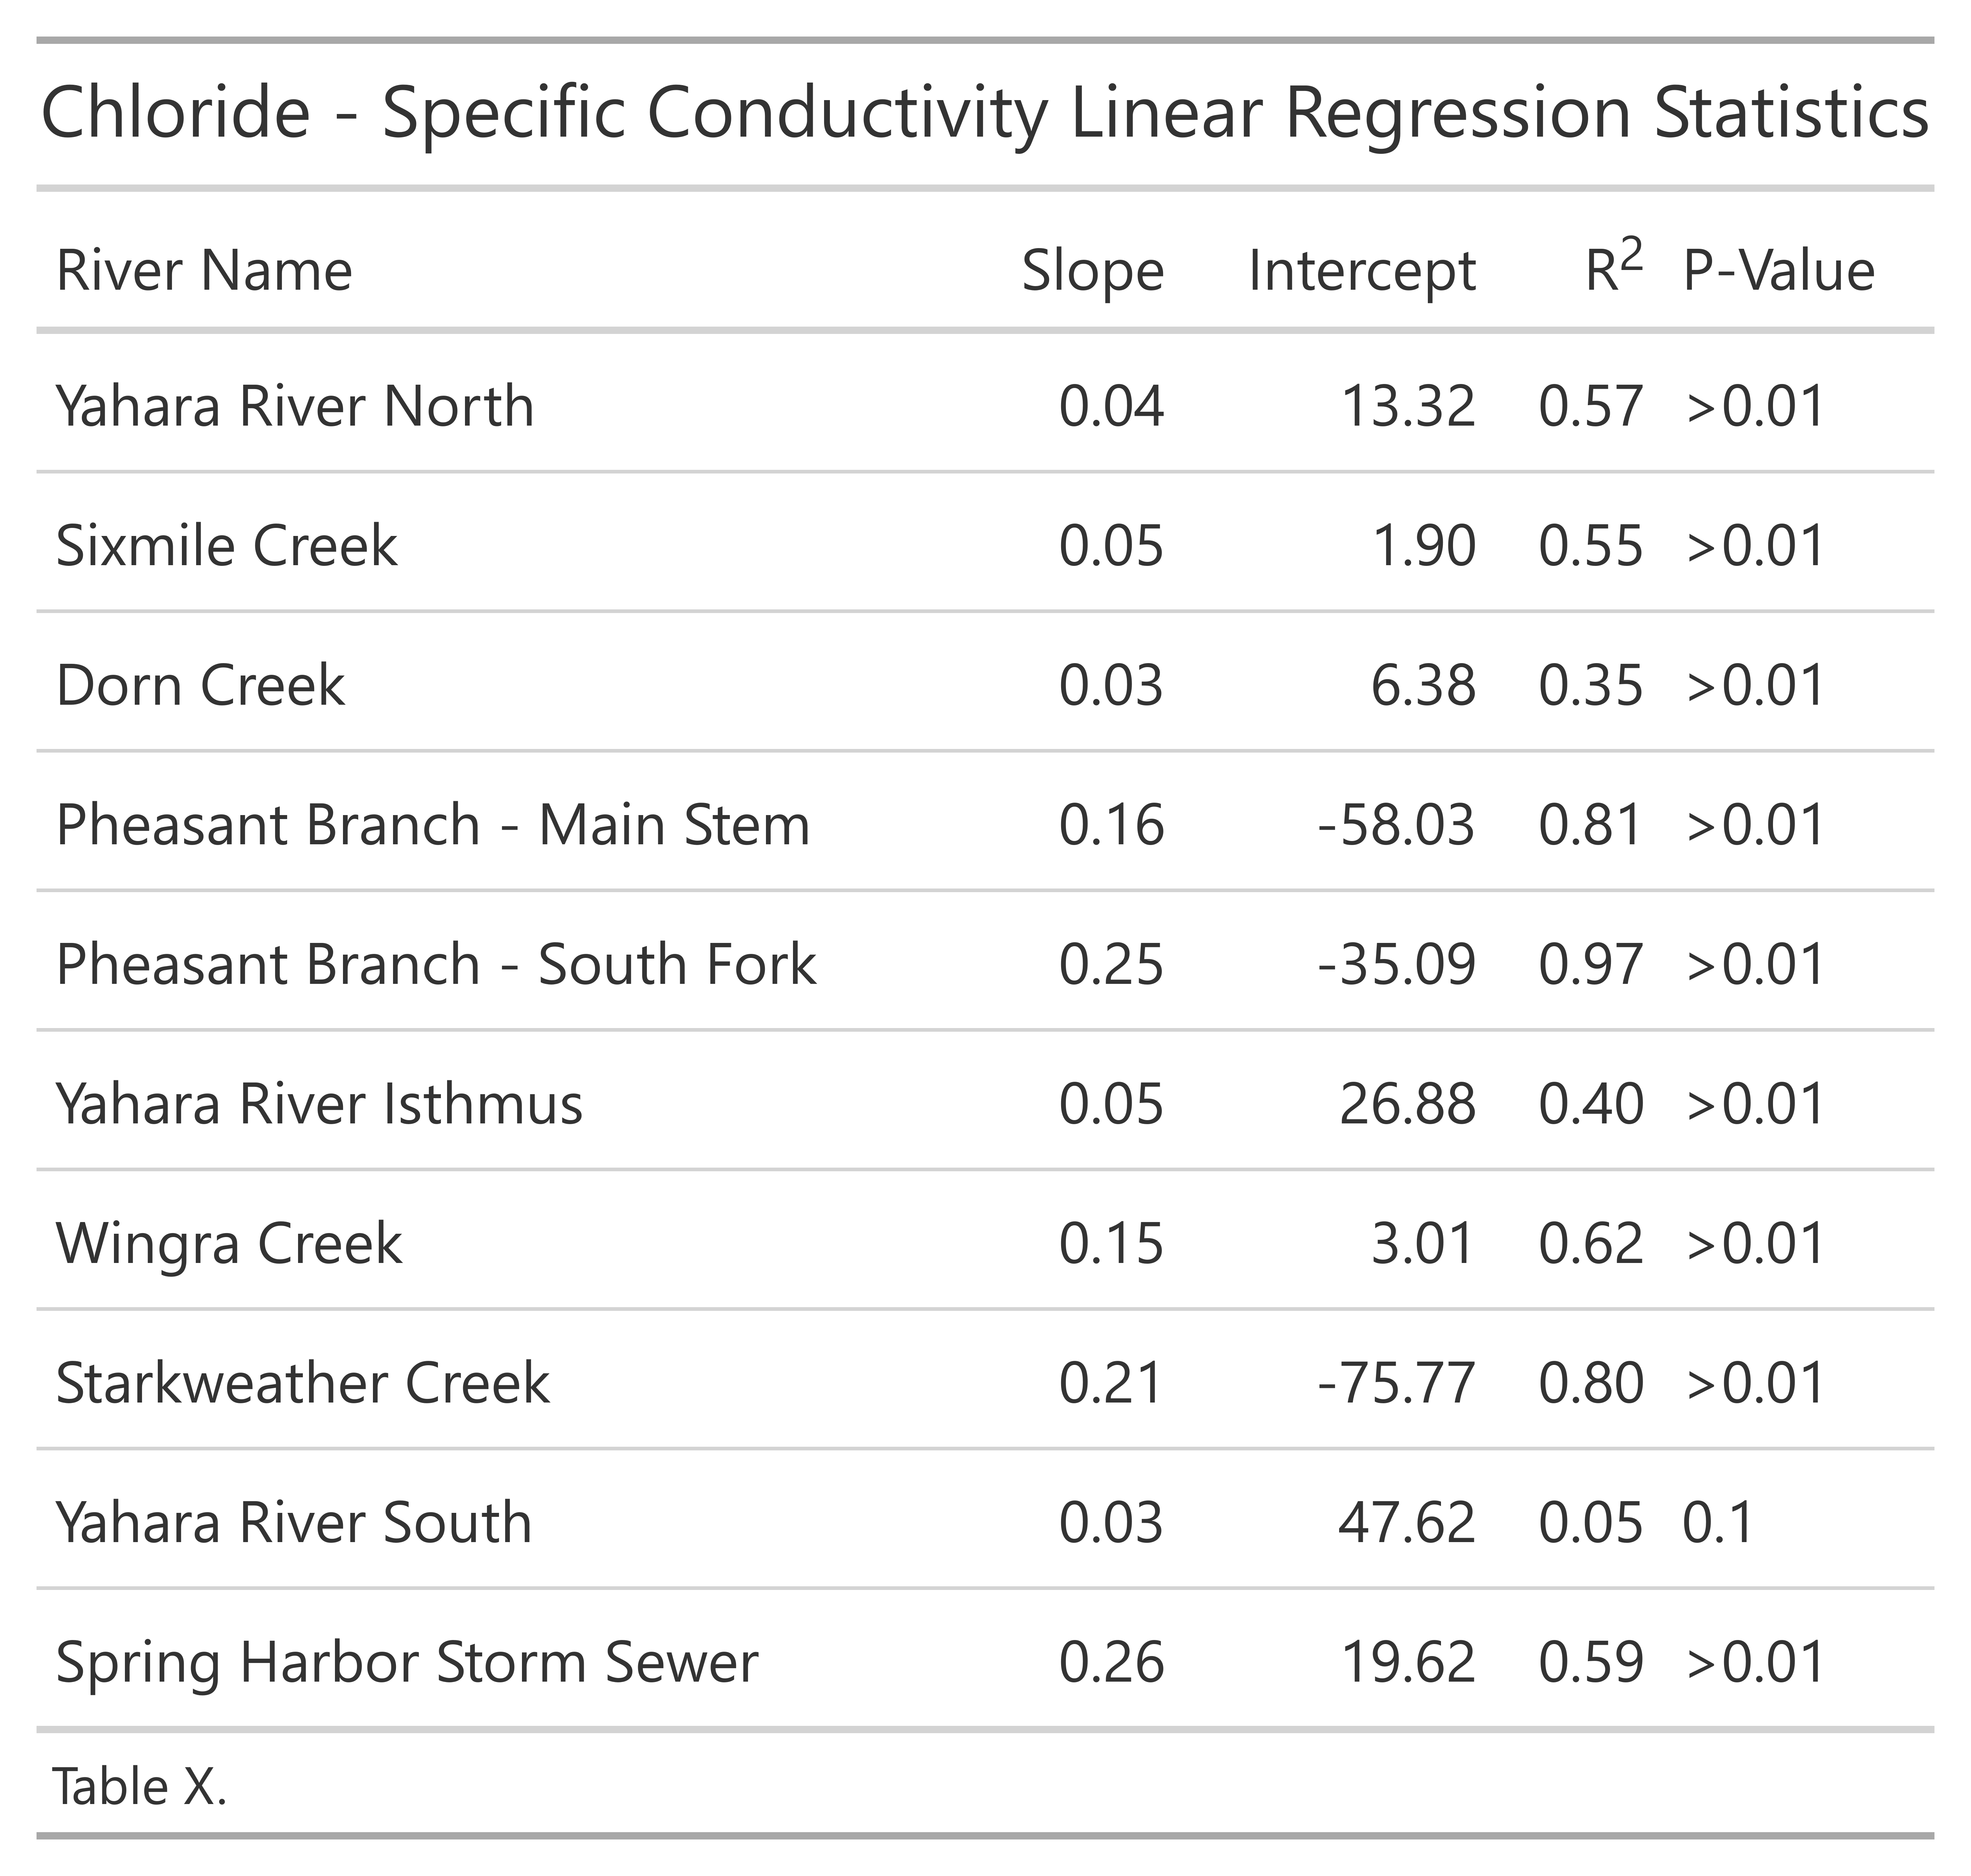 Chloride - Specific Conductivity Linear Regression Statistics
River Name Slope Intercept R² P-Value
Yahara River North 0.04 13.32 0.57 >0.01
Sixmile Creek 0.05 1.90 0.55 >0.01
Dorn Creek 0.03 6.38 0.35 >0.01
Pheasant Branch - Main Stem 0.16 -58.03 0.81 >0.01
Pheasant Branch - South Fork 0.25 -35.09 0.97 >0.01
Yahara River Isthmus 0.05 26.88 0.40 >0.01
Wingra Creek 0.15 3.01 0.62 >0.01
Starkweather Creek 0.21 -75.77 0.80 >0.01
Yahara River South 0.03 47.62 0.05 0.1
Spring Harbor Storm Sewer 0.26 19.62 0.59 >0.01
Table X.